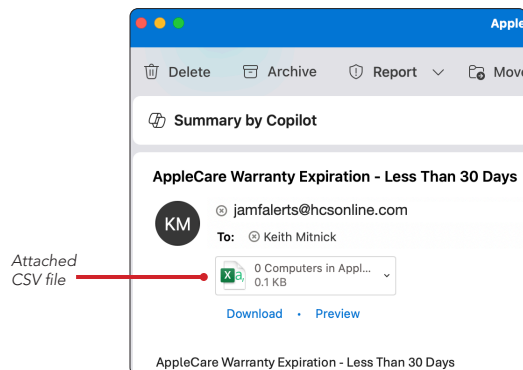 Apple
Delete Archive Report Move
Summary by Copilot
AppleCare Warranty Expiration - Less Than 30 Days
KM
jamfalerts@hcsonline.com
To: Keith Mitnick
Attached
CSV file
X a,
0 Computers in Appl...
0.1 KB
Download • Preview
AppleCare Warranty Expiration - Less Than 30 Days